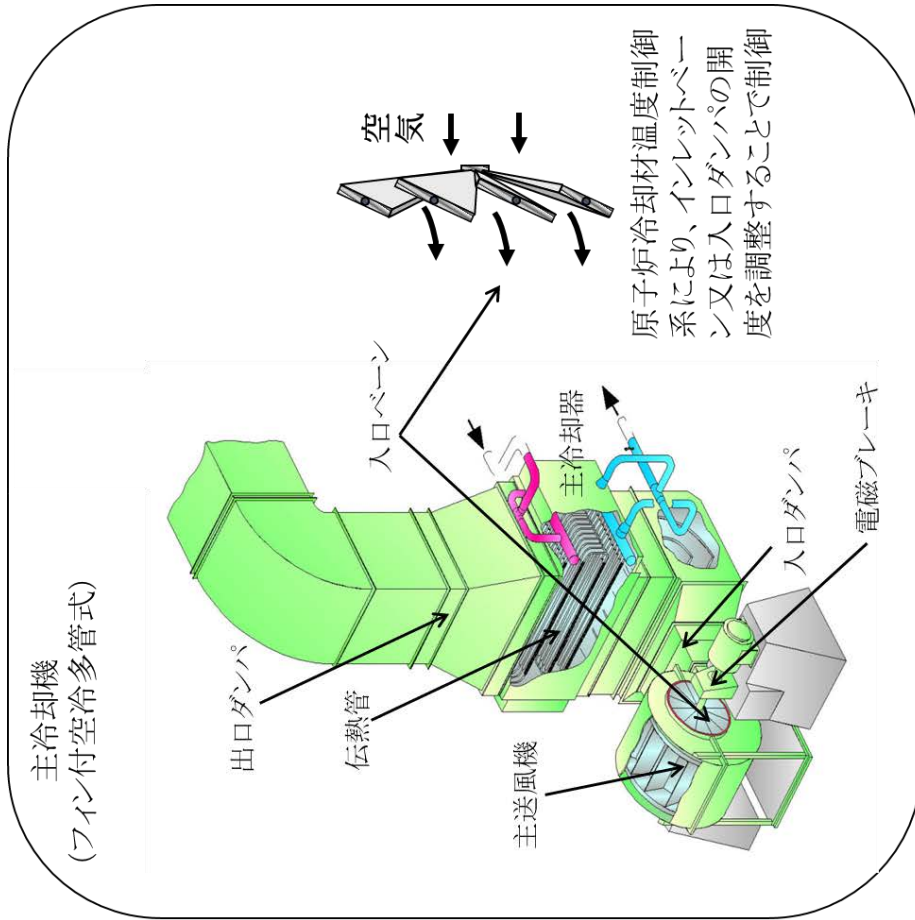 主冷却機
(フィン付空冷多管式)
出口ダンパ
伝熱管
主送風機
入口ベーン
主冷却器
入口ダンパ
電磁ブレーキ
空気
原子炉冷却材温度制御
系により、インレットベー
ン又は入口ダンパの開
度を調整することで制御